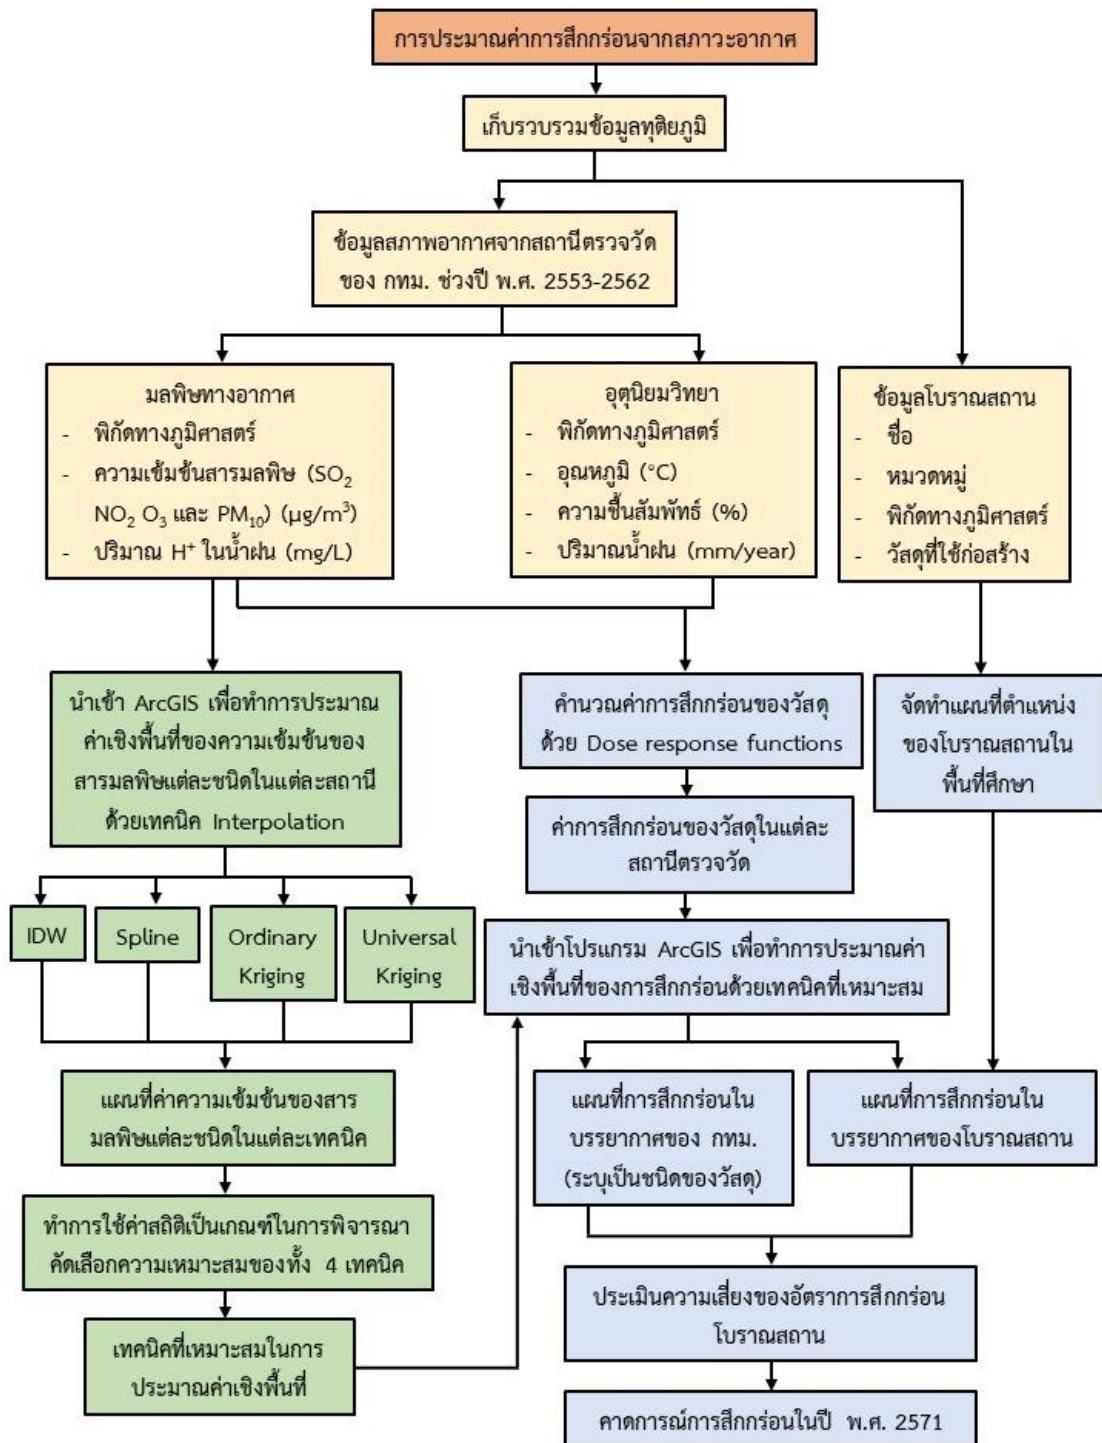 การประมาณค่าการสึกกร่อนจากสภาวะอากาศ
เก็บรวบรวมข้อมูลทุติยภูมิ
ข้อมูลสภาพอากาศจากสถานีตรวจวัด
ของ กทม. ช่วงปี พ.ศ. 2553-2562
มลพิษทางอากาศ
- พิกัดทางภูมิศาสตร์
- ความเข้มข้นสารมลพิษ (SO₂
NO₂ O₃ และ PM₁₀) (µg/m³)
- ปริมาณ H⁺ ในน้ำฝน (mg/L)
อุตุนิยมวิทยา
- พิกัดทางภูมิศาสตร์
- อุณหภูมิ (°C)
- ความชื้นสัมพัทธ์ (%)
- ปริมาณน้ำฝน (mm/year)
ข้อมูลโบราณสถาน
- ชื่อ
- หมวดหมู่
- พิกัดทางภูมิศาสตร์
- วัสดุที่ใช้ก่อสร้าง
นำเข้า ArcGIS เพื่อทำการประมาณ
ค่าเชิงพื้นที่ของความเข้มข้นของ
สารมลพิษแต่ละชนิดในแต่ละสถานี
ด้วยเทคนิค Interpolation
คำนวณค่าการสึกกร่อนของวัสดุ
ด้วย Dose response functions
จัดทำแผนที่ตำแหน่ง
ของโบราณสถานใน
พื้นที่ศึกษา
ค่าการสึกกร่อนของวัสดุในแต่ละ
สถานีตรวจวัด
IDW
Spline
Ordinary
Kriging
Universal
Kriging
นำเข้าโปรแกรม ArcGIS เพื่อทำการประมาณค่า
เชิงพื้นที่ของการสึกกร่อนด้วยเทคนิคที่เหมาะสม
แผนที่ค่าความเข้มข้นของสาร
มลพิษแต่ละชนิดในแต่ละเทคนิค
แผนที่การสึกกร่อนใน
บรรยากาศของ กทม.
(ระบุเป็นชนิดของวัสดุ)
แผนที่การสึกกร่อนใน
บรรยากาศของโบราณสถาน
ทำการใช้ค่าสถิติเป็นเกณฑ์ในการพิจารณา
คัดเลือกความเหมาะสมของทั้ง 4 เทคนิค
ประเมินความเสี่ยงของอัตราการสึกกร่อน
โบราณสถาน
เทคนิคที่เหมาะสมในการ
ประมาณค่าเชิงพื้นที่
คาดการณ์การสึกกร่อนในปี พ.ศ. 2571